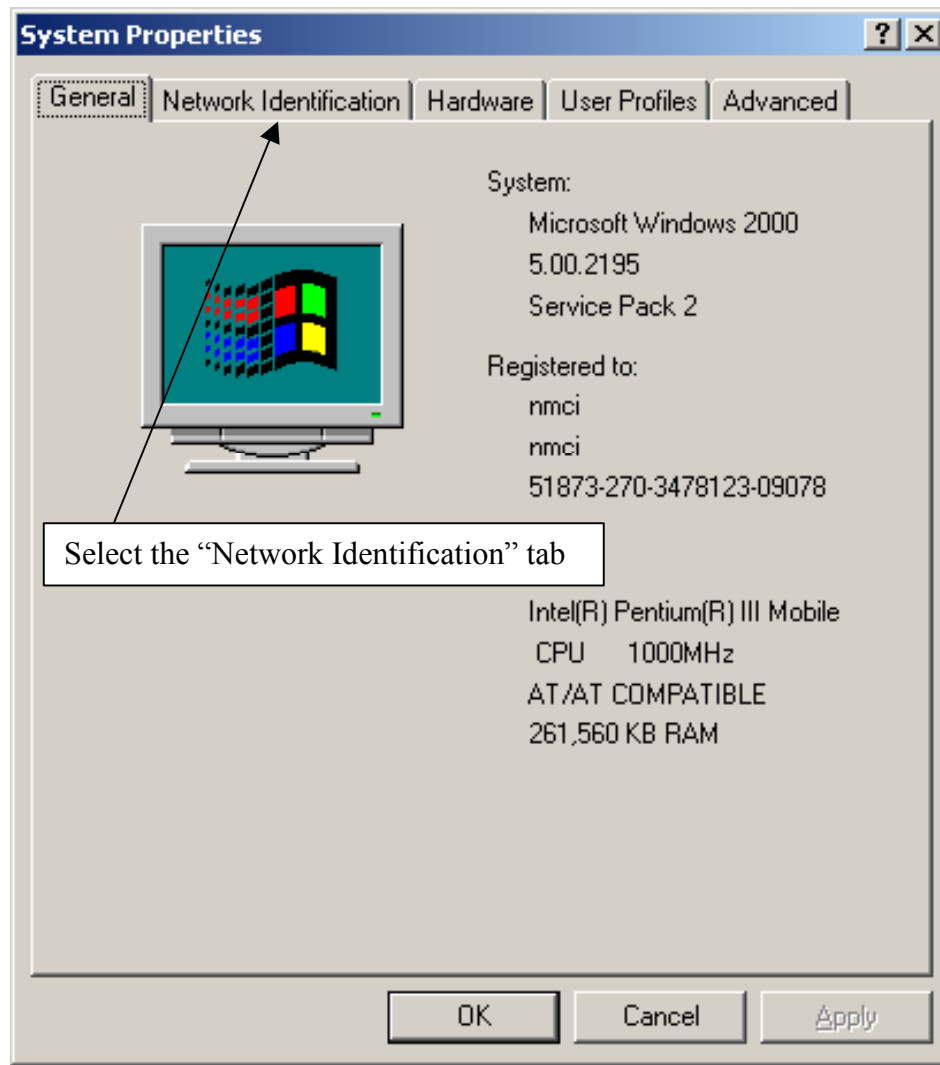 System Properties
General Network Identification Hardware User Profiles Advanced
System:
Microsoft Windows 2000
5.00.2195
Service Pack 2
Registered to:
nmci
nmci
51873-270-3478123-09078
Select the “Network Identification” tab
Intel(R) Pentium(R) III Mobile
CPU 1000MHz
AT/AT COMPATIBLE
261,560 KB RAM
OK Cancel Apply